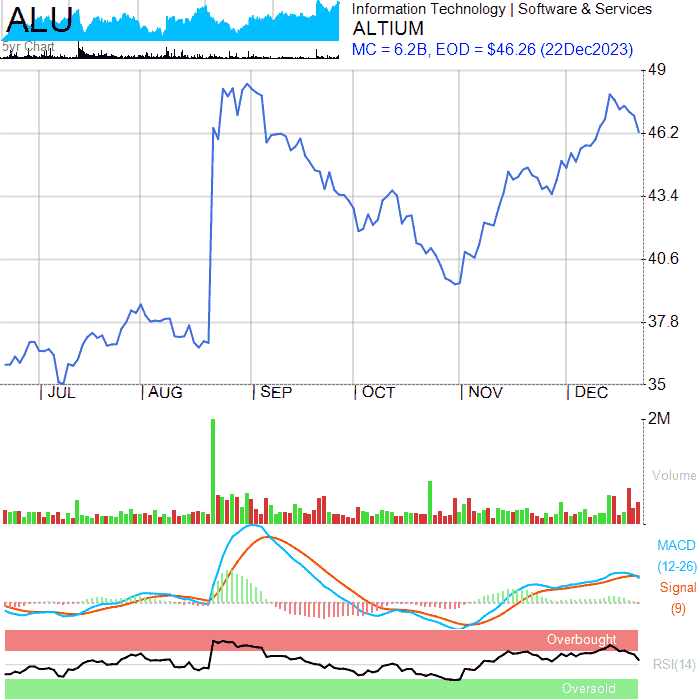 ALU
5yr Chart
Information Technology | Software & Services
ALTIUM
MC = 6.2B, EOD = $46.26 (22Dec2023)
49
46.2
43.4
40.6
37.8
35
JUL
AUG
SEP
OCT
NOV
DEC
2M
Volume
MACD
(12-26)
Signal
(9)
Overbought
RSI(14)
Oversold